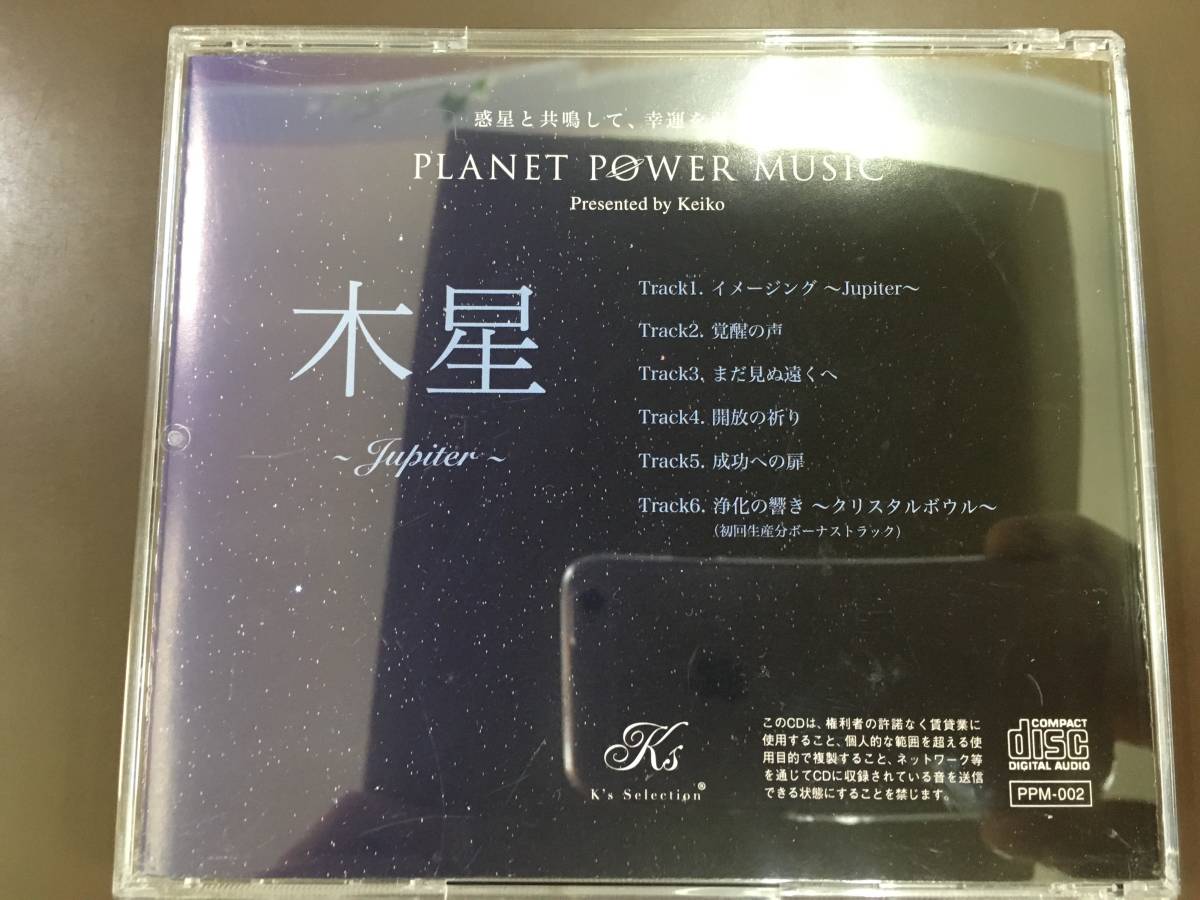 惑星と共鳴して、幸運を
PLANET POWER MUSIC
Presented by Keiko
木星
~ Jupiter ~
Track1. イメージング ～Jupiter～
Track2. 覚醒の声
Track3. まだ見ぬ遠くへ
Track4. 開放の祈り
Track5. 成功への扉
Track6. 浄化の響き ～クリスタルボウル～
(初回生産分ボーナストラック)
Ks
K's Selection®
このCDは、権利者の許諾なく賃貸業に
使用すること、個人的な範囲を超える使
用目的で複製すること、ネットワーク等
を通じてCDに収録されている音を送信
できる状態にすることを禁じます。
COMPACT
disc
DIGITAL AUDIO
PPM-002